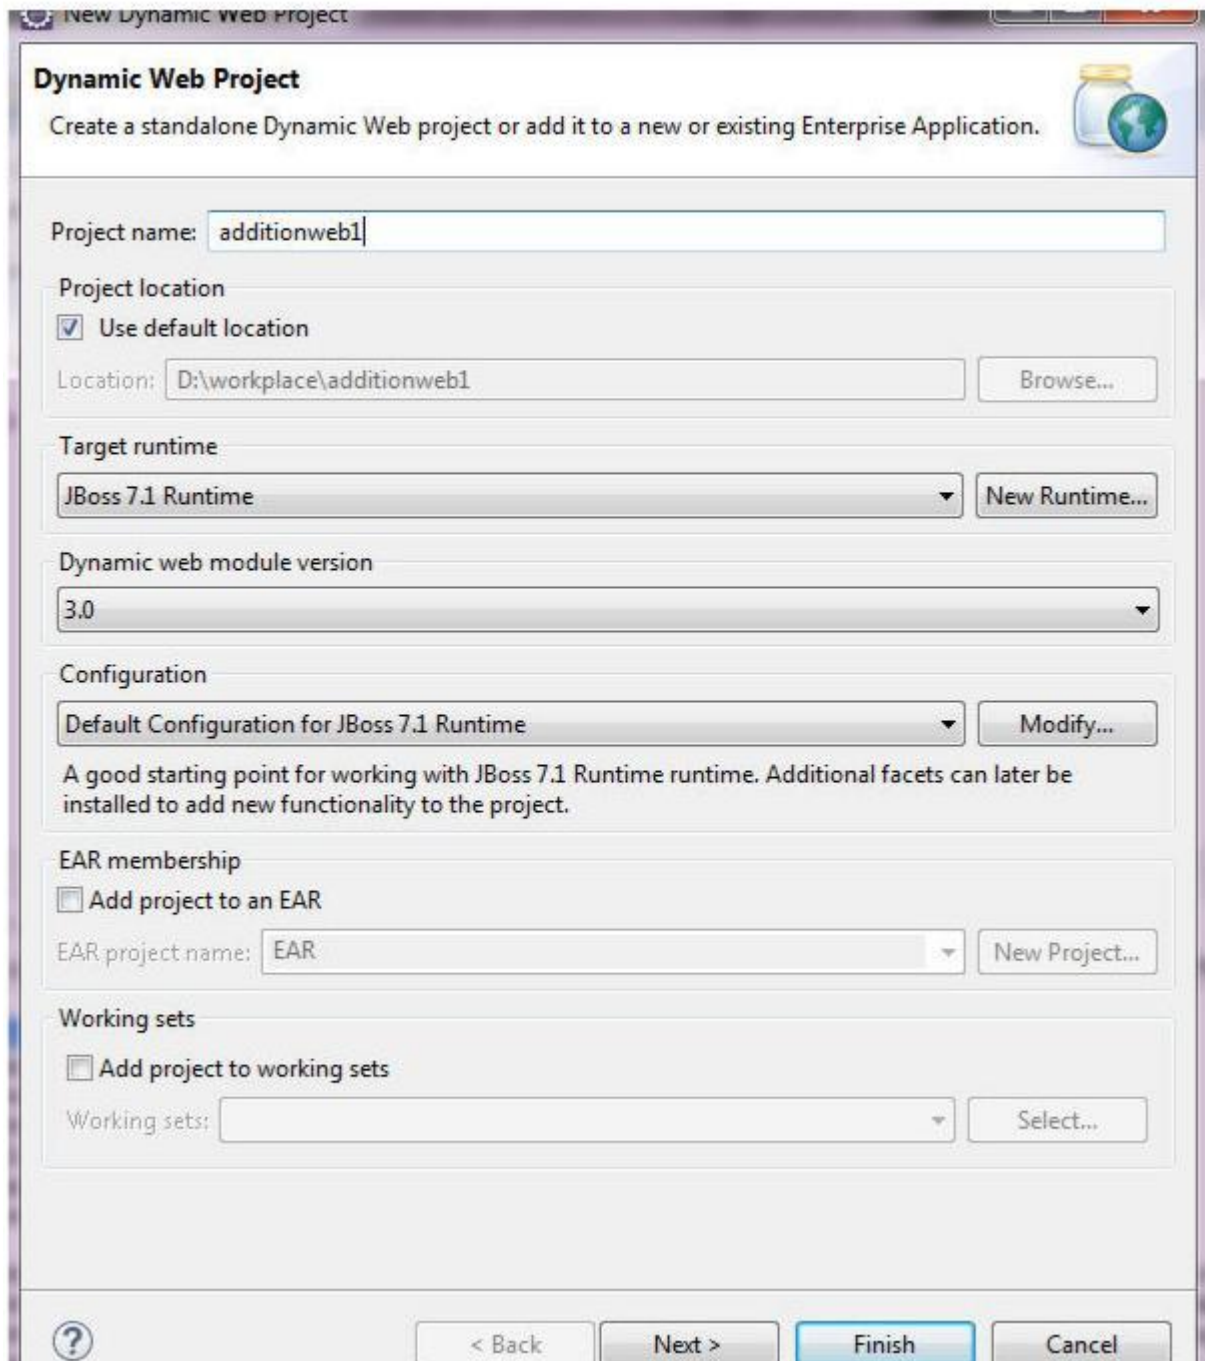 New Dynamic Web Project
Dynamic Web Project
Create a standalone Dynamic Web project or add it to a new or existing Enterprise Application.
Project name: additionweb1
Project location
Use default location
Location: D:\workplace\additionweb1 Browse...
Target runtime
JBoss 7.1 Runtime New Runtime...
Dynamic web module version
3.0
Configuration
Default Configuration for JBoss 7.1 Runtime Modify...
A good starting point for working with JBoss 7.1 Runtime runtime. Additional facets can later be
installed to add new functionality to the project.
EAR membership
Add project to an EAR
EAR project name: EAR New Project...
Working sets
Add project to working sets
Working sets: Select...
? < Back Next > Finish Cancel